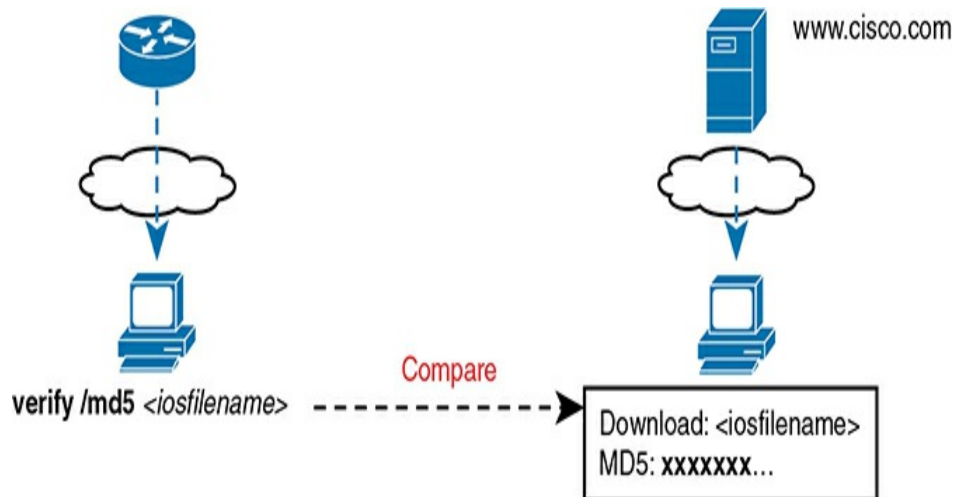 www.cisco.com
Compare
verify /md5 <iosfilename>
Download: <iosfilename>
MD5: xxxxxxx...